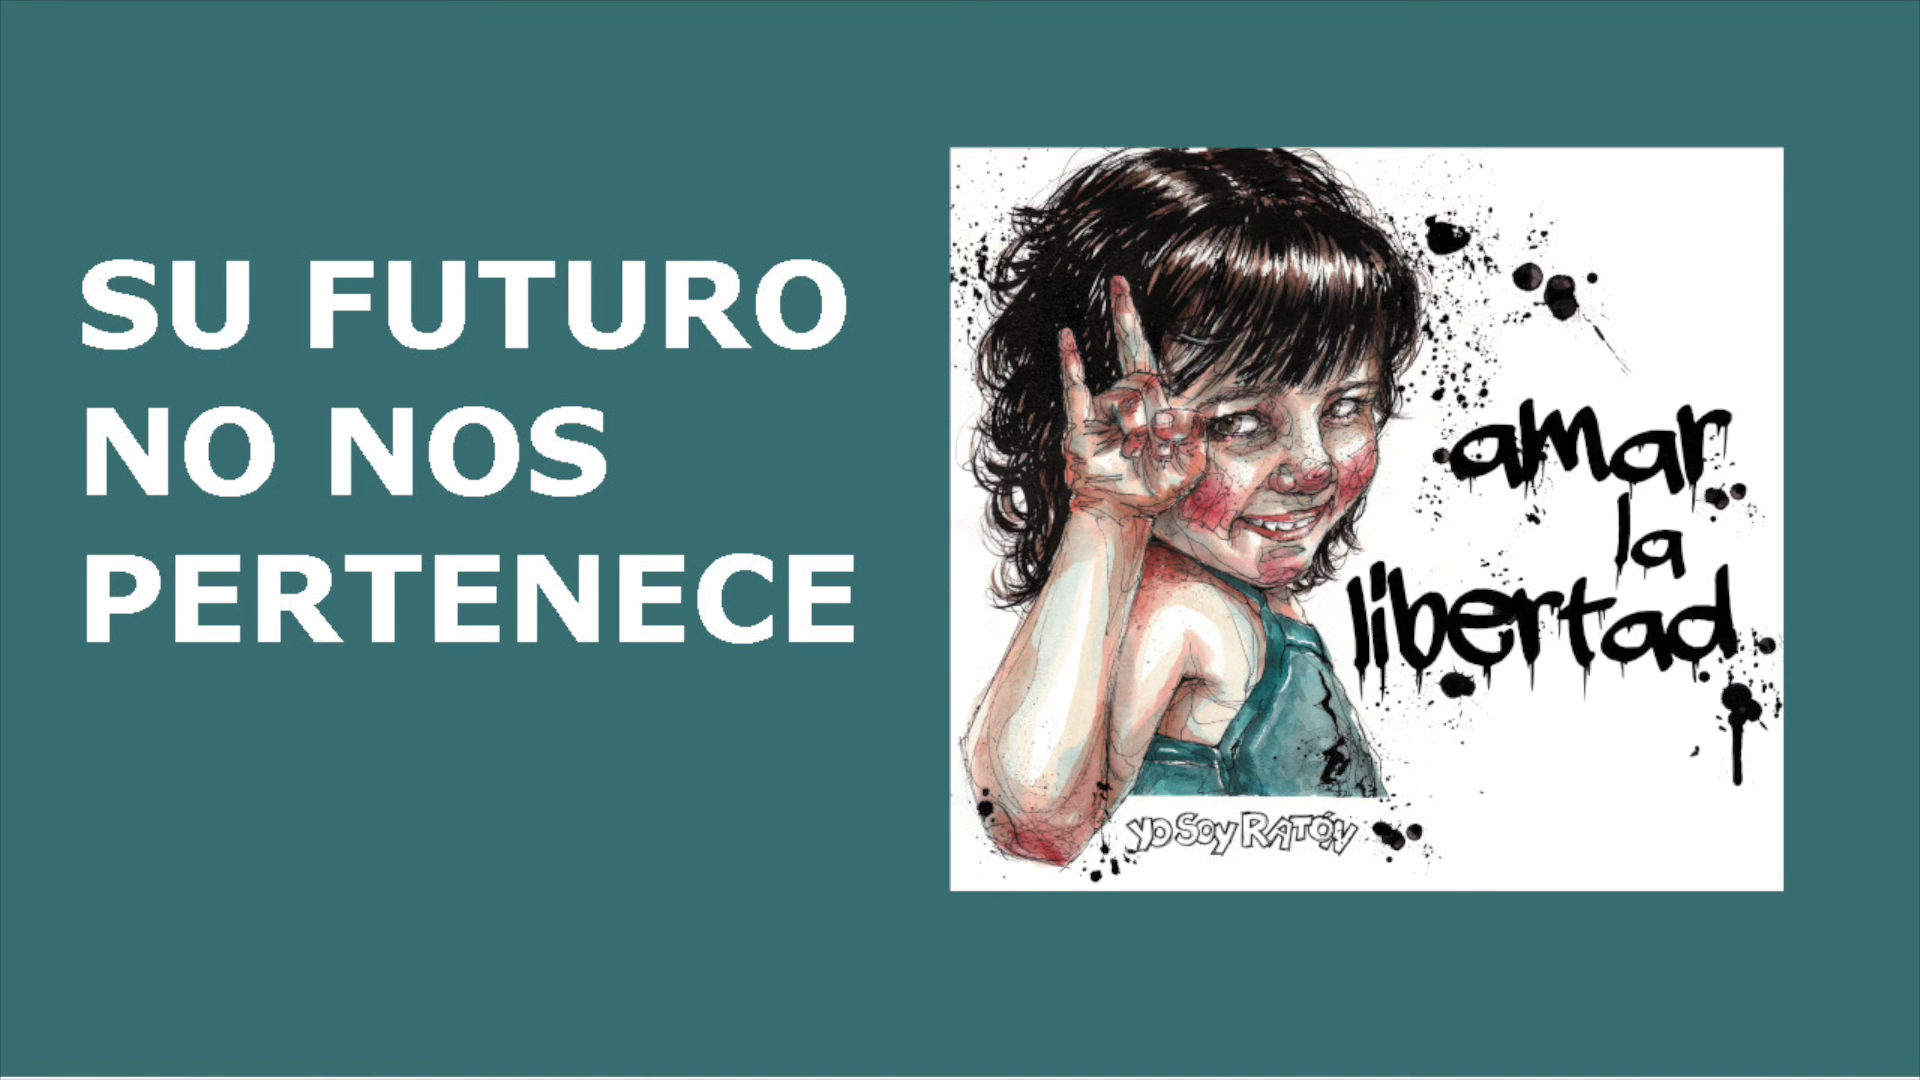 SU FUTURO
NO NOS
PERTENECE
amar
la
libertad
YO SOY RATÓN